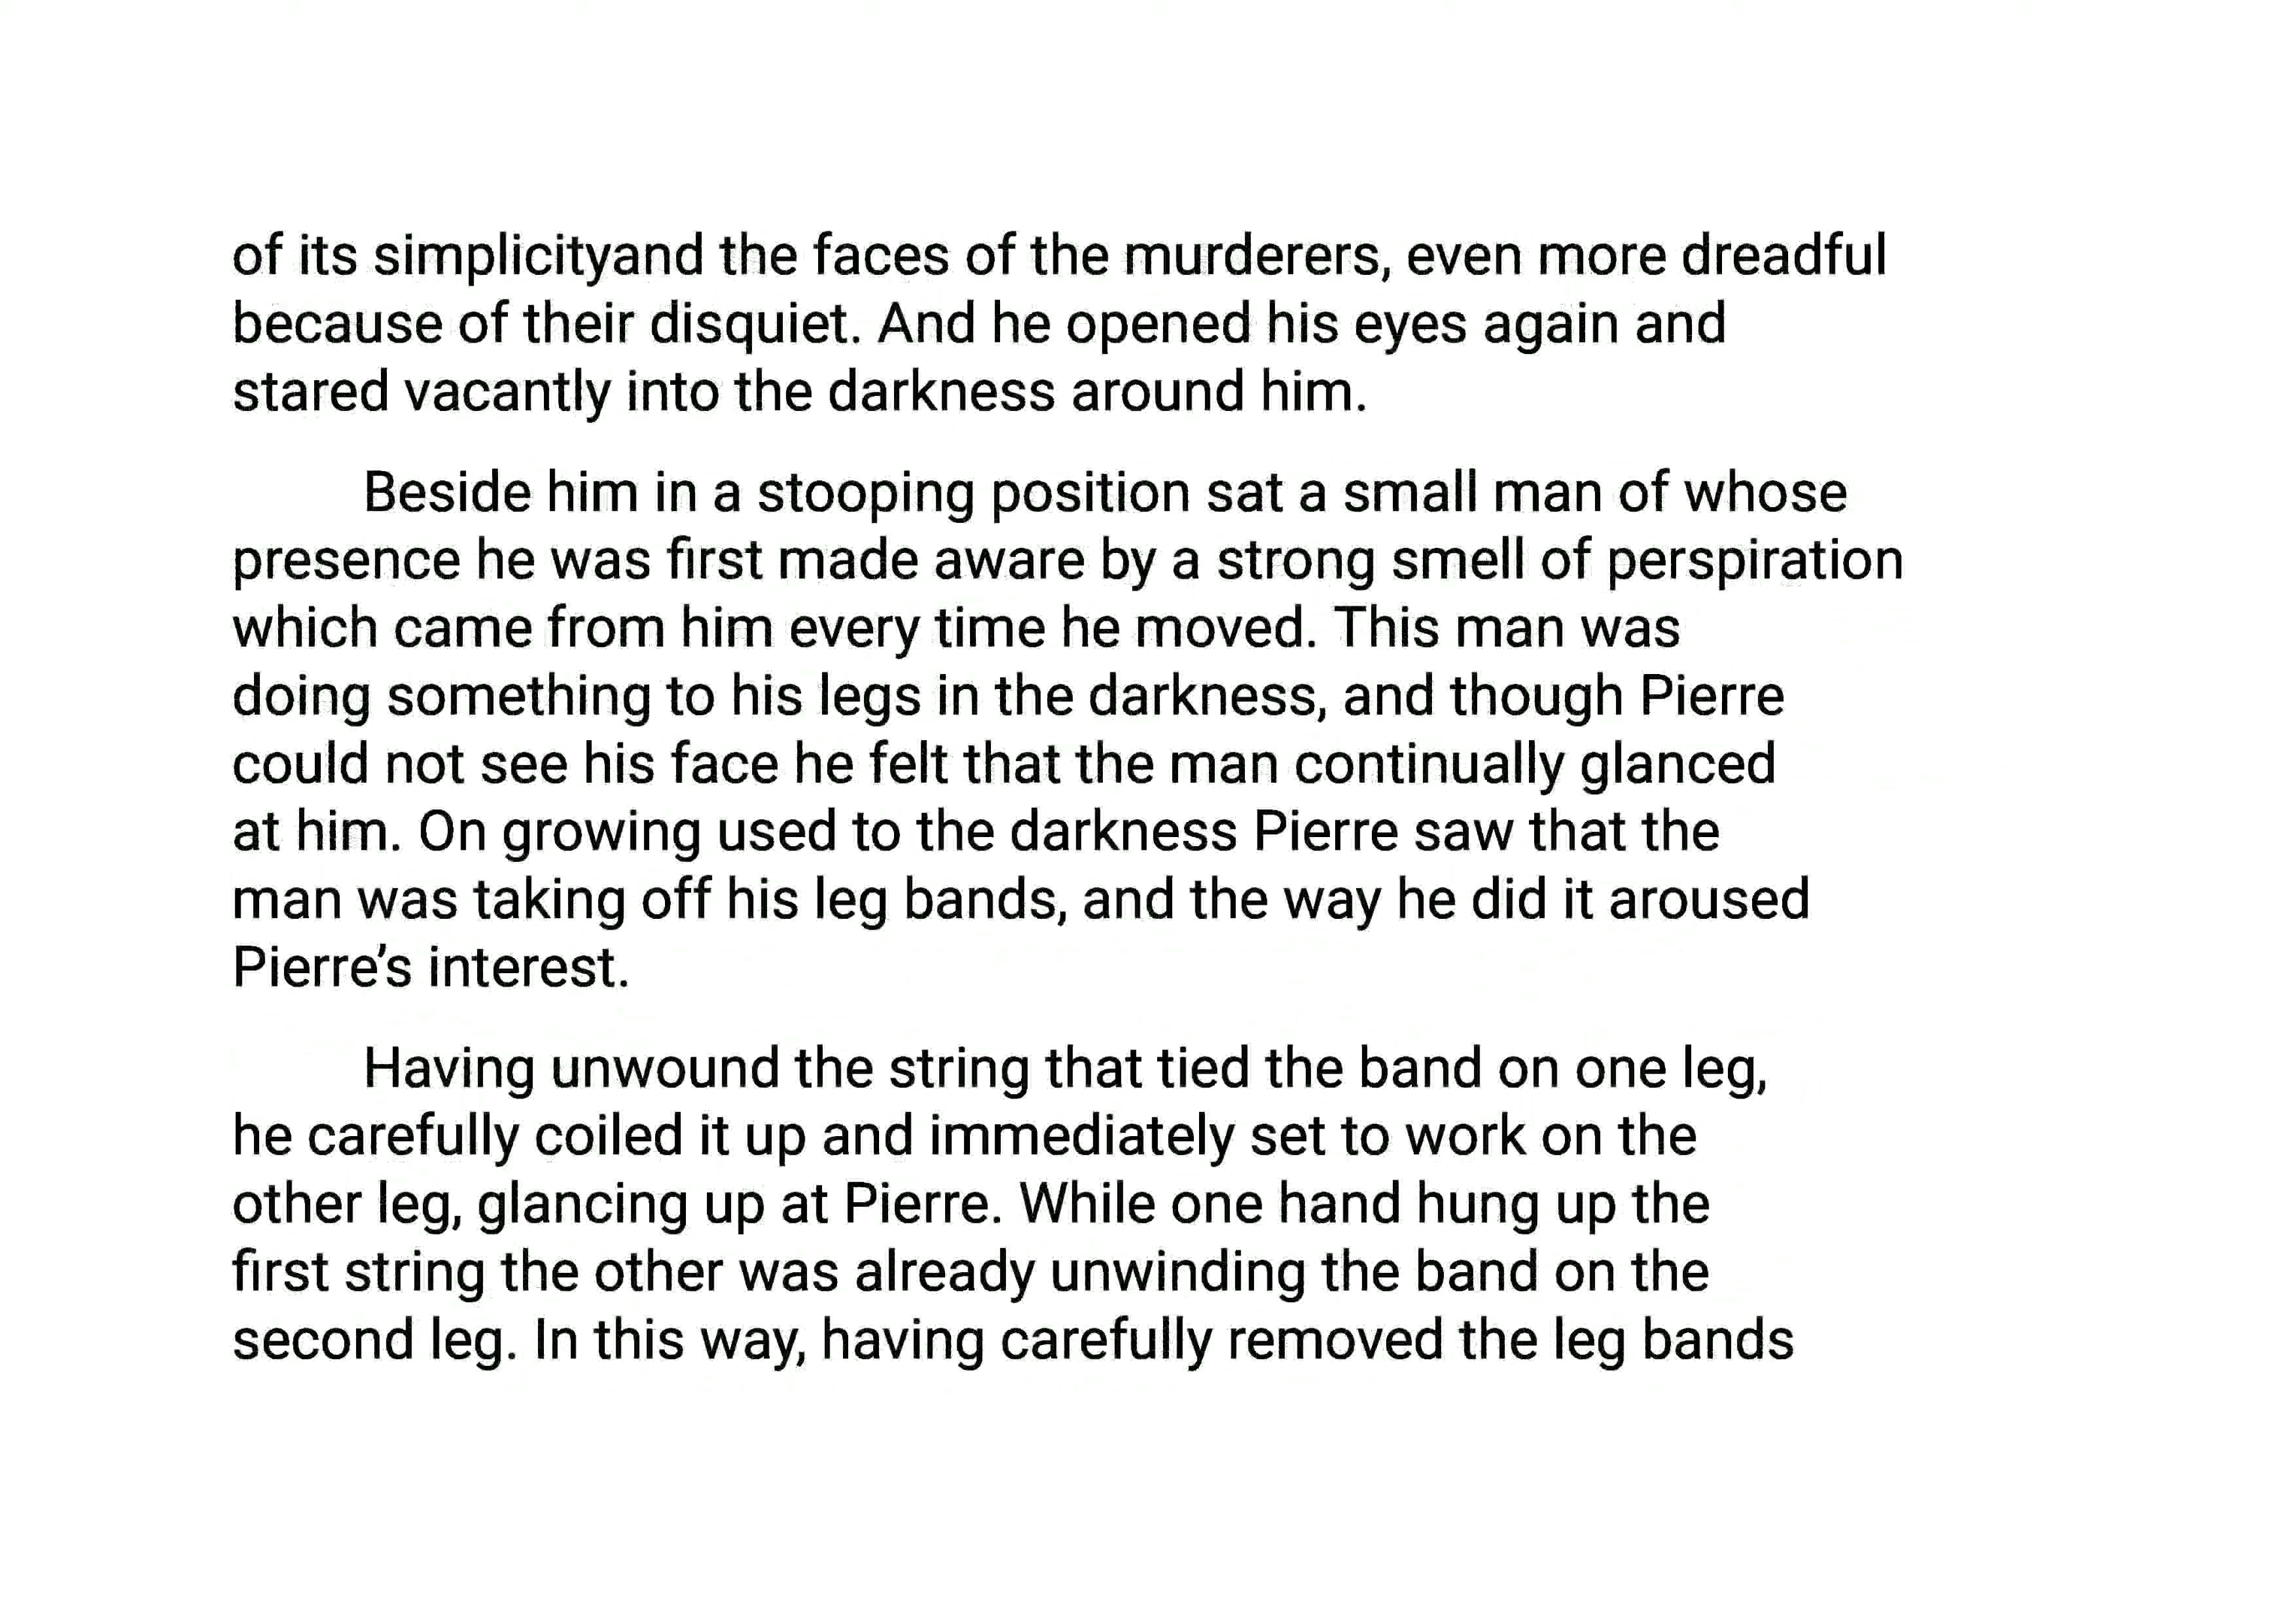 of its simplicityand the faces of the murderers, even more dreadful
because of their disquiet. And he opened his eyes again and
stared vacantly into the darkness around him.
Beside him in a stooping position sat a small man of whose
presence he was first made aware by a strong smell of perspiration
which came from him every time he moved. This man was
doing something to his legs in the darkness, and though Pierre
could not see his face he felt that the man continually glanced
at him. On growing used to the darkness Pierre saw that the
man was taking off his leg bands, and the way he did it aroused
Pierre’s interest.
Having unwound the string that tied the band on one leg,
he carefully coiled it up and immediately set to work on the
other leg, glancing up at Pierre. While one hand hung up the
first string the other was already unwinding the band on the
second leg. In this way, having carefully removed the leg bands